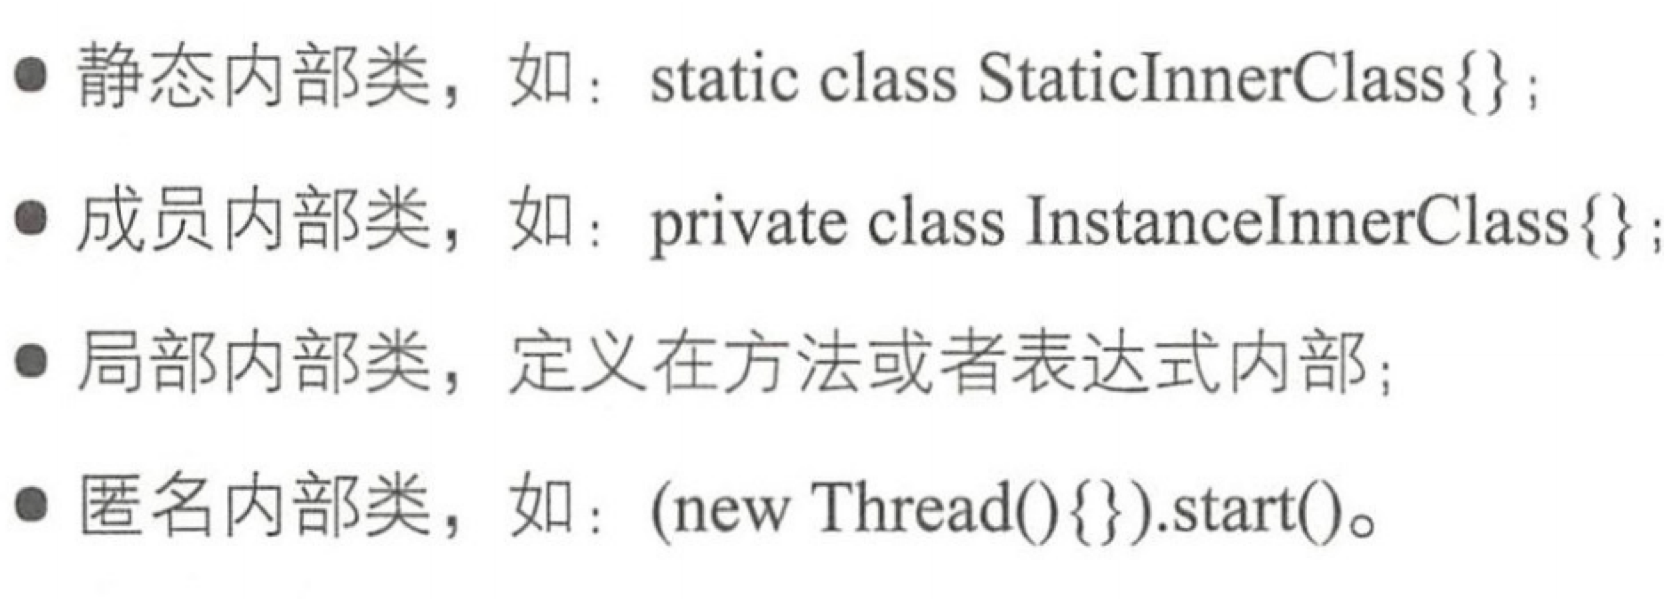 ● 静态内部类，如：static class StaticInnerClass{}；
● 成员内部类，如：private class InstanceInnerClass{}；
● 局部内部类，定义在方法或者表达式内部；
● 匿名内部类，如：(new Thread(){}).start()。